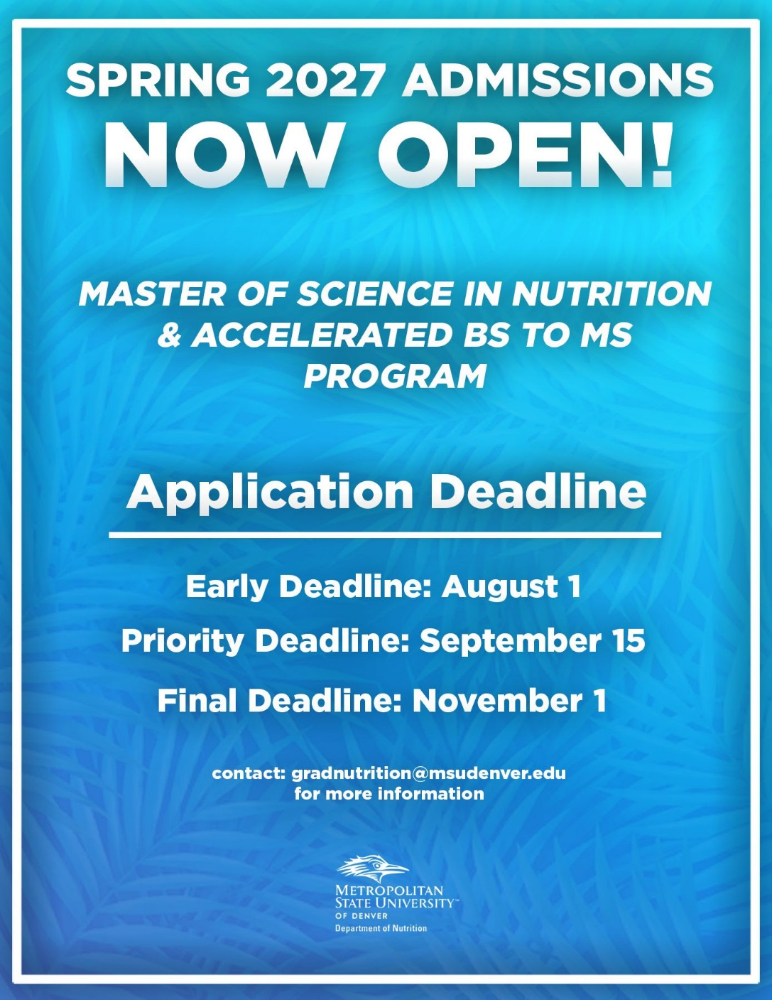 SPRING 2027 ADMISSIONS
NOW OPEN!
MASTER OF SCIENCE IN NUTRITION
& ACCELERATED BS TO MS
PROGRAM
Application Deadline
Early Deadline: August 1
Priority Deadline: September 15
Final Deadline: November 1
contact: gradnutrition@msudenver.edu
for more information
METROPOLITAN
STATE UNIVERSITY™
OF DENVER
Department of Nutrition